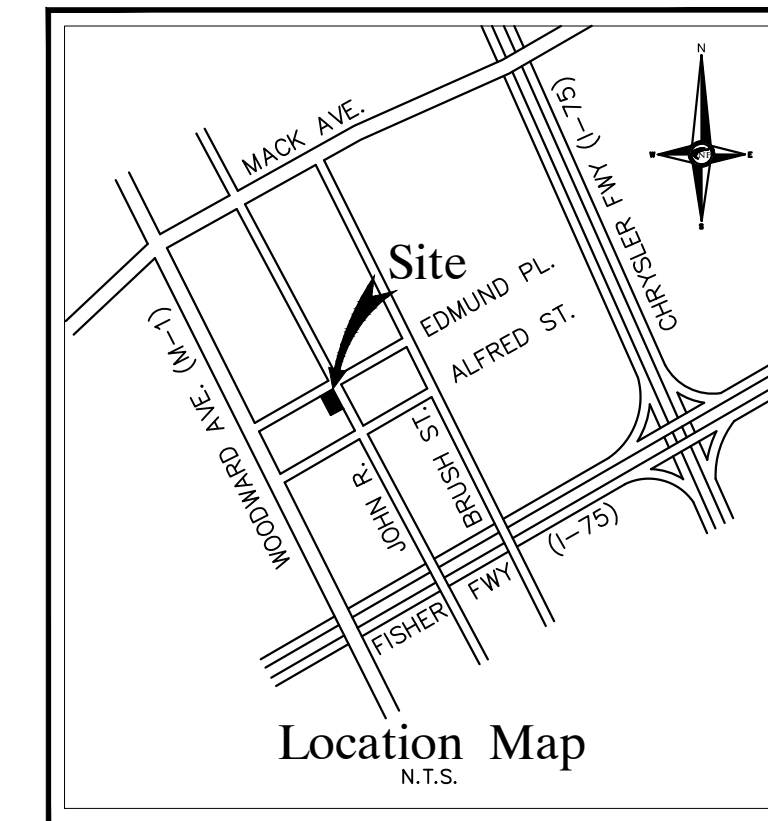 N
MACK AVE.
CHRYSLER FWY (I-75)
W
NF
E
S
Site
EDMUND PL.
ALFRED ST.
WOODWARD AVE. (M-1)
JOHN R.
BRUSH ST.
FISHER FWY (I-75)
Location Map
N.T.S.